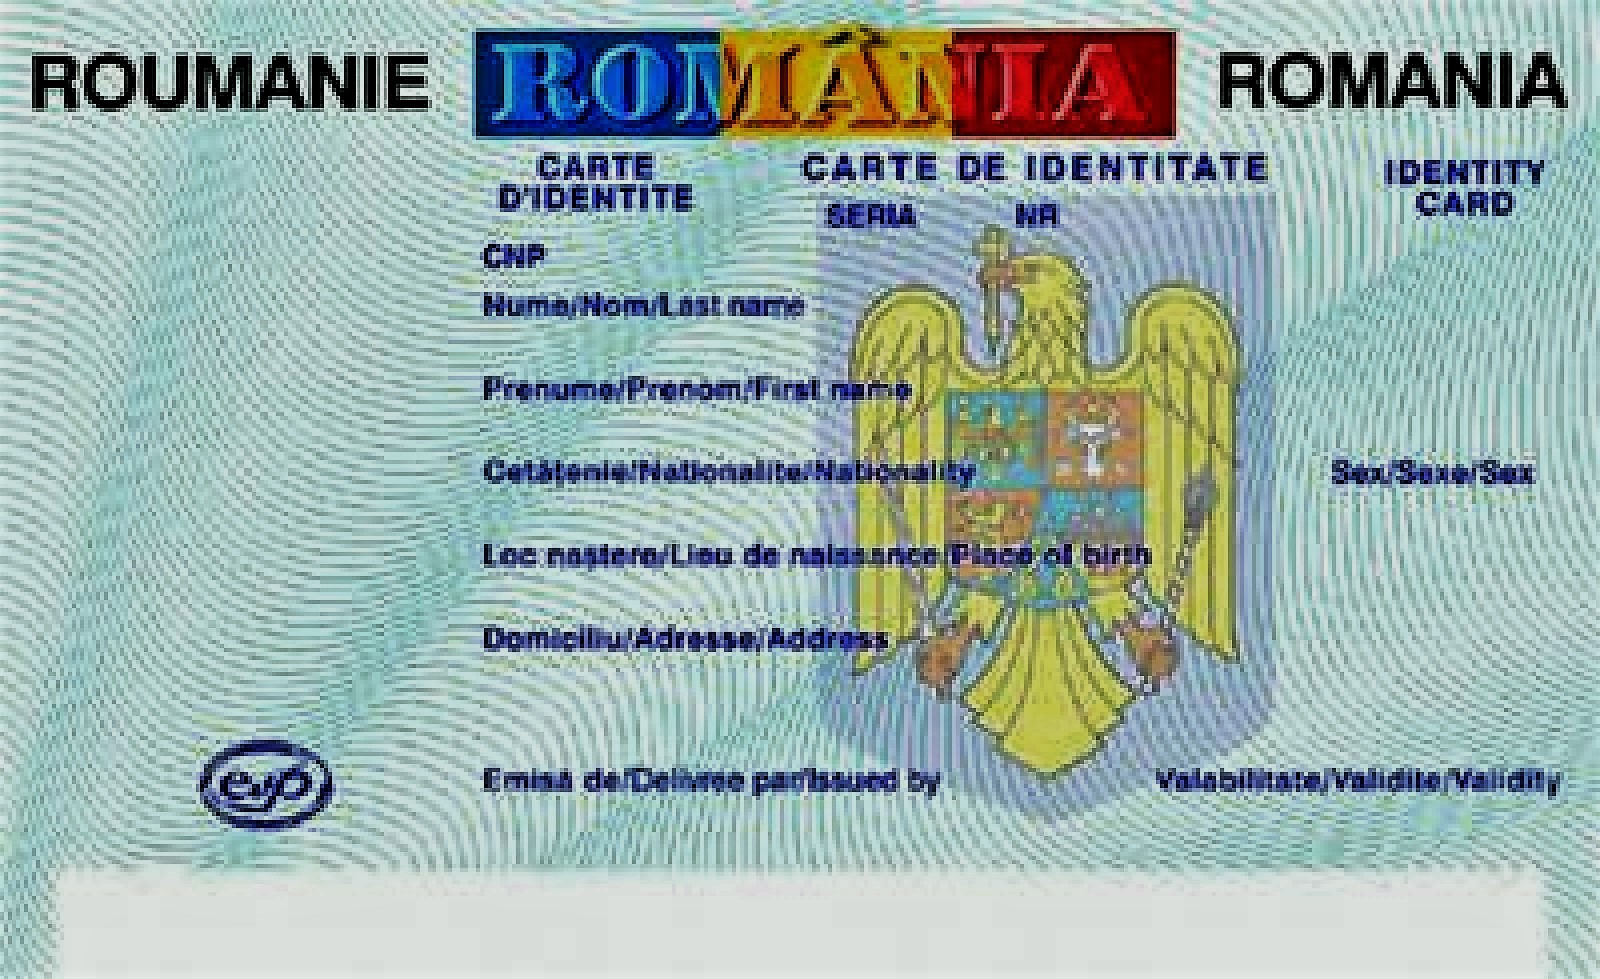 ROUMANIE ROMÂNIA ROMANIA
CARTE D'IDENTITE
CARTE DE IDENTITATE
IDENTITY CARD
SERIA NR
CNP
Nume/Nom/Last name
Prenume/Prenom/First name
Cetăţenie/Nationalite/Nationality Sex/Sexe/Sex
Loc naştere/Lieu de naissance/Place of birth
Domiciliu/Adresse/Address
Emisă de/Delivree par/Issued by Valabilitate/Validite/Validity